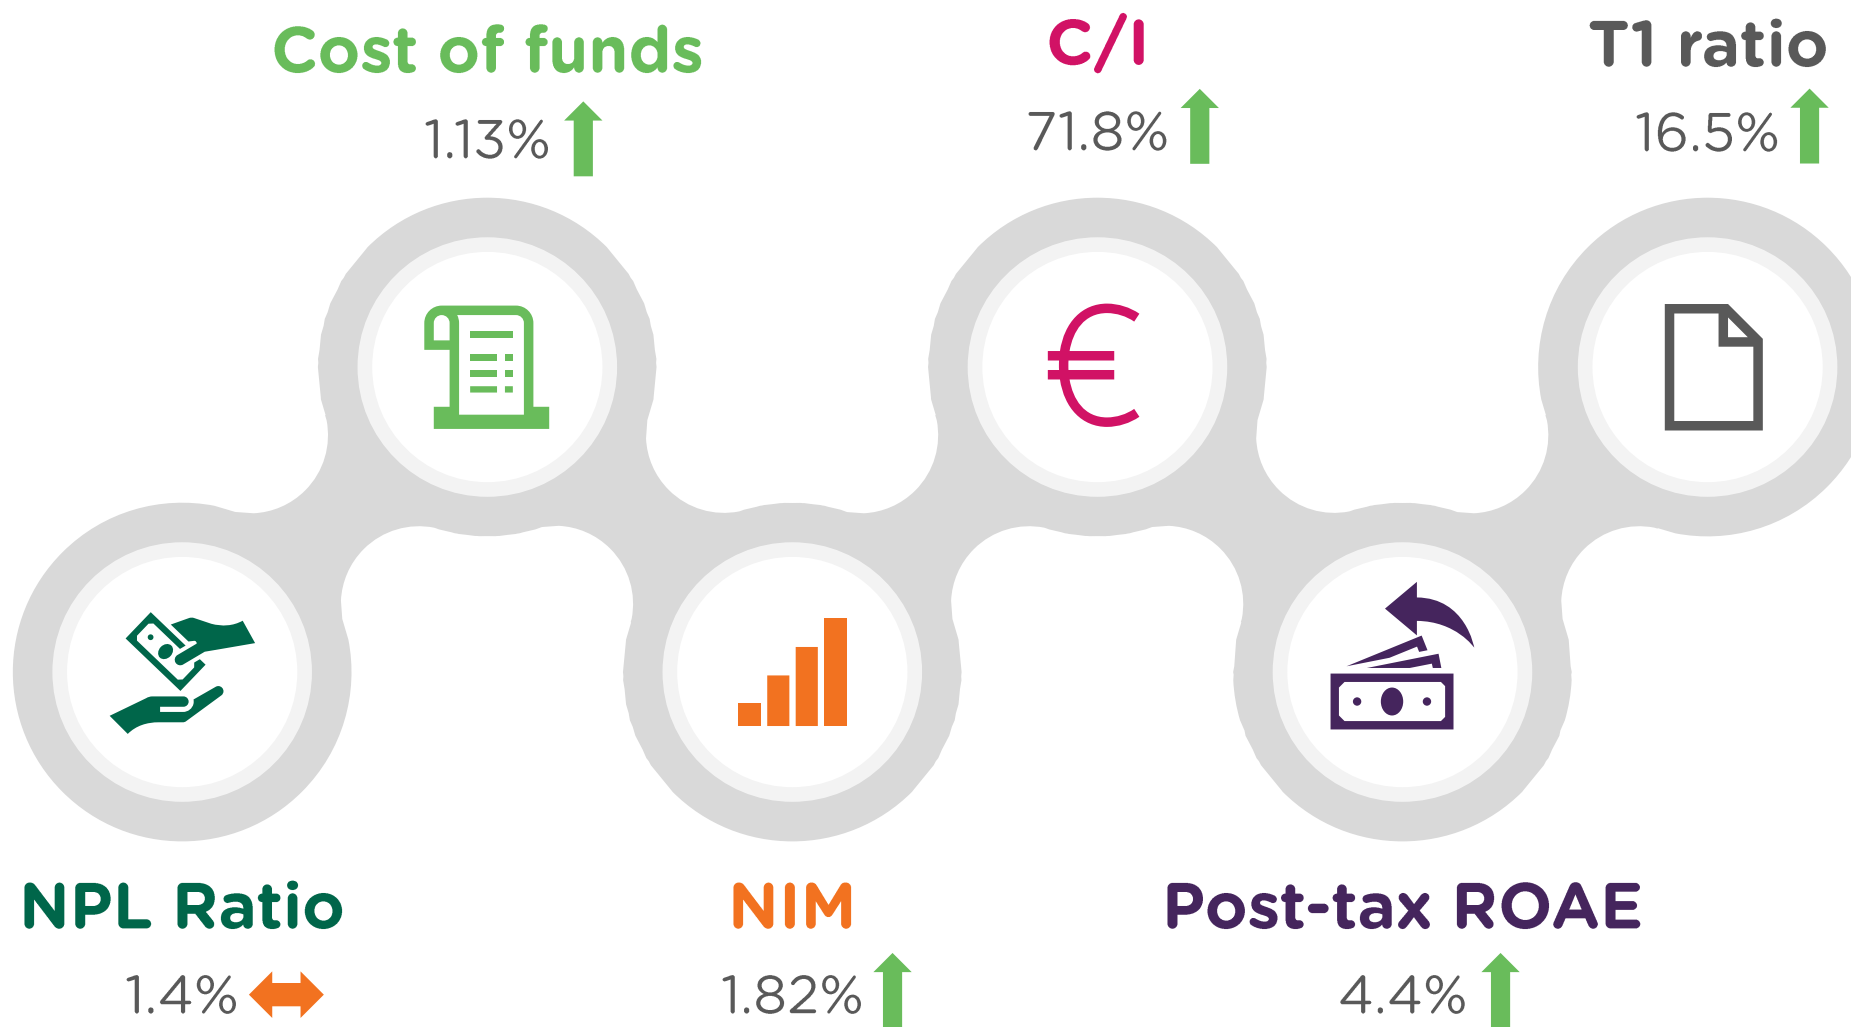 Cost of funds
1.13%
C/I
71.8%
T1 ratio
16.5%
€
NPL Ratio
1.4%
NIM
1.82%
Post-tax ROAE
4.4%